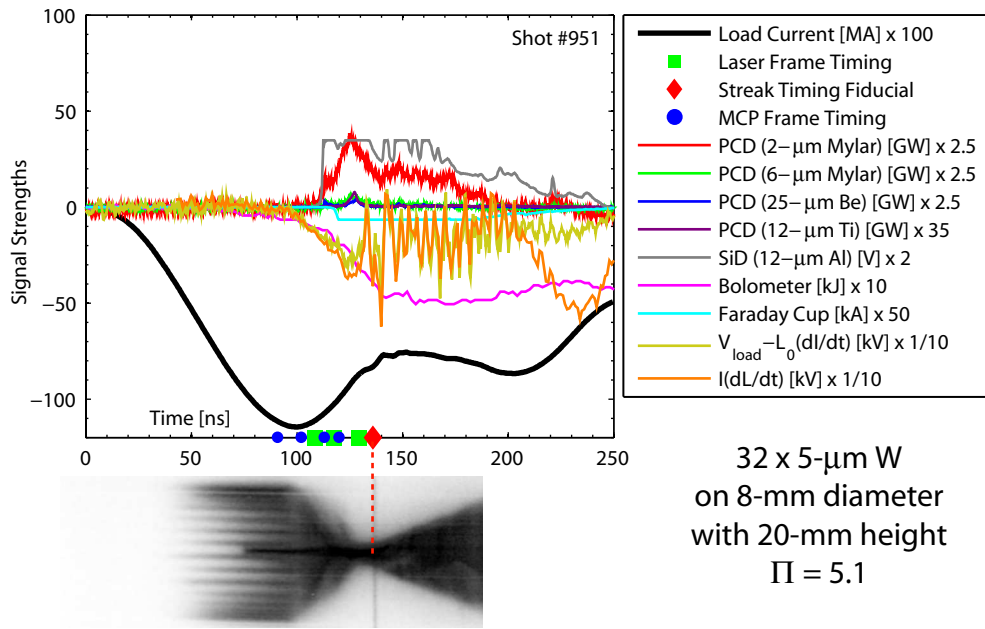 Shot #951
100
50
0
−50
−100
Signal Strengths
Time [ns]
0
50
100
150
200
250
Load Current [MA] x 100
Laser Frame Timing
Streak Timing Fiducial
MCP Frame Timing
PCD (2−μm Mylar) [GW] x 2.5
PCD (6−μm Mylar) [GW] x 2.5
PCD (25−μm Be) [GW] x 2.5
PCD (12−μm Ti) [GW] x 35
SiD (12−μm Al) [V] x 2
Bolometer [kJ] x 10
Faraday Cup [kA] x 50
V_load−L_0(dI/dt) [kV] x 1/10
I(dL/dt) [kV] x 1/10
32 x 5-μm W
on 8-mm diameter
with 20-mm height
Π = 5.1